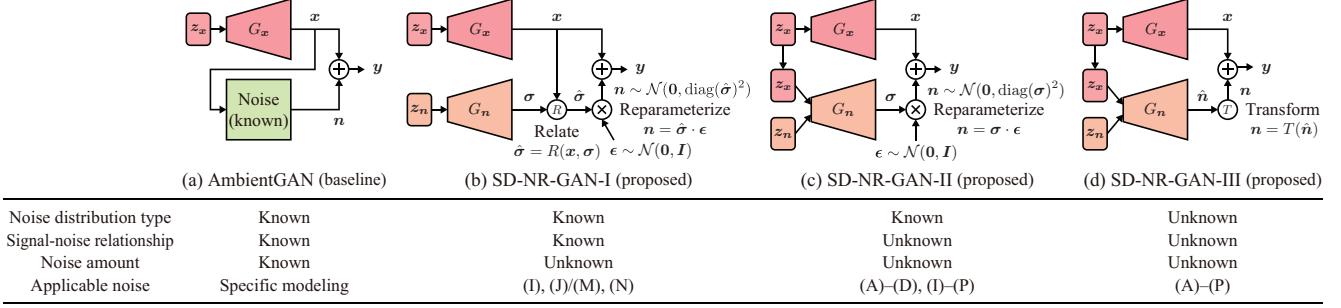 z_x G_x x + y Noise (known) n
z_x G_x x + y
n ~ N(0, diag(σ̂)²)
z_n G_n σ R σ̂ × Reparameterize
Relate n = σ̂ · ϵ
σ̂ = R(x, σ) ϵ ~ N(0, I)
z_x G_x x + y
n ~ N(0, diag(σ)²)
z_x z_n G_n σ × Reparameterize
n = σ · ϵ
ϵ ~ N(0, I)
z_x G_x x + y
z_x z_n G_n n̂ T n Transform
n = T(n̂)
(a) AmbientGAN (baseline) (b) SD-NR-GAN-I (proposed) (c) SD-NR-GAN-II (proposed) (d) SD-NR-GAN-III (proposed)
Noise distribution type Known Known Known Unknown
Signal-noise relationship Known Known Unknown Unknown
Noise amount Known Unknown Unknown Unknown
Applicable noise Specific modeling (I), (J)/(M), (N) (A)–(D), (I)–(P) (A)–(P)